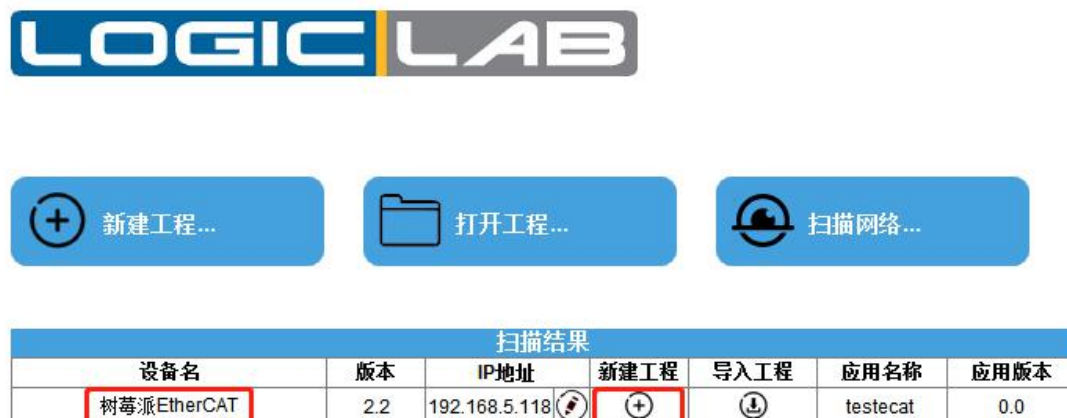 LOGICLAB
新建工程... 打开工程... 扫描网络...
扫描结果
设备名 版本 IP地址 新建工程 导入工程 应用名称 应用版本
树莓派EtherCAT 2.2 192.168.5.118 testecat 0.0